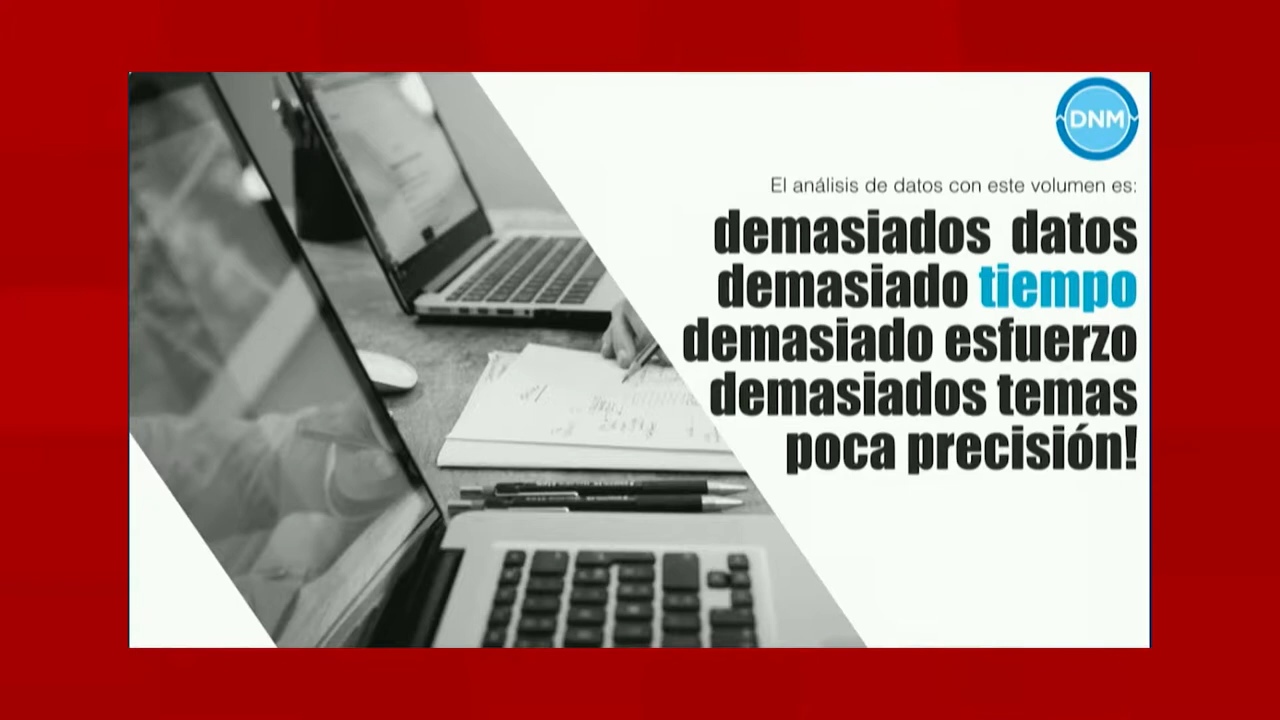 DNM
El análisis de datos con este volumen es:
demasiados datos
demasiado tiempo
demasiado esfuerzo
demasiados temas
poca precisión!